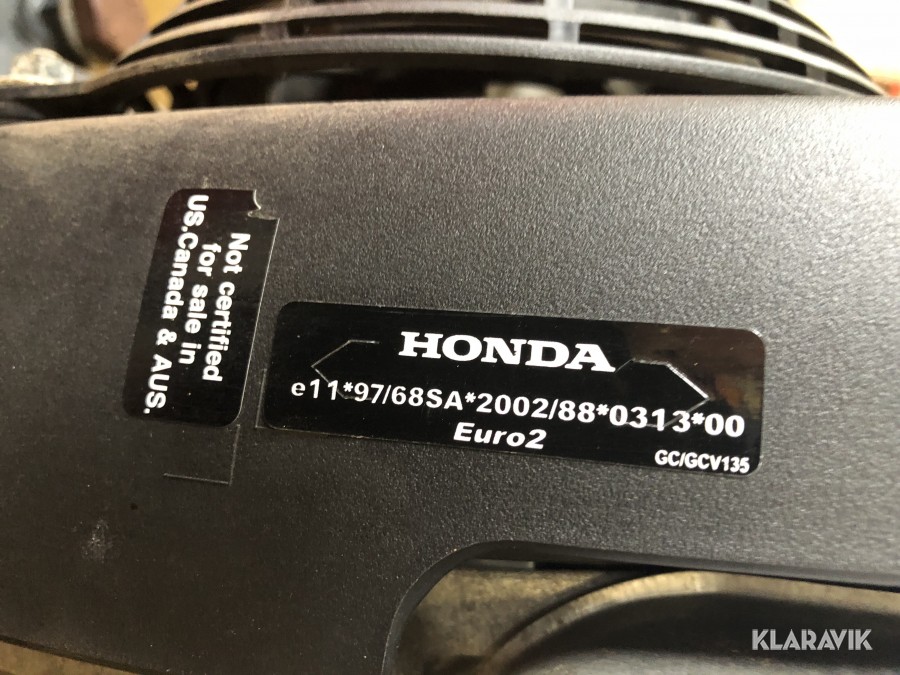 Not certified
for sale in
US.Canada & AUS.
HONDA
e11*97/68SA*2002/88*0313*00
Euro2
GC/GCV135
KLARAVIK